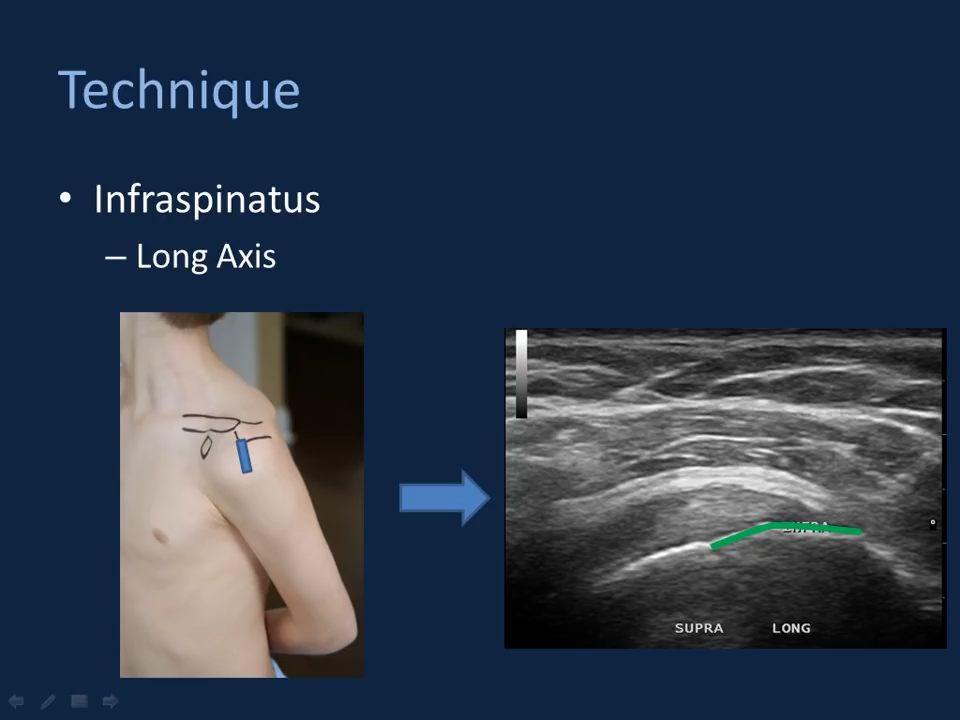 Technique
• Infraspinatus
– Long Axis
SUPRA LONG